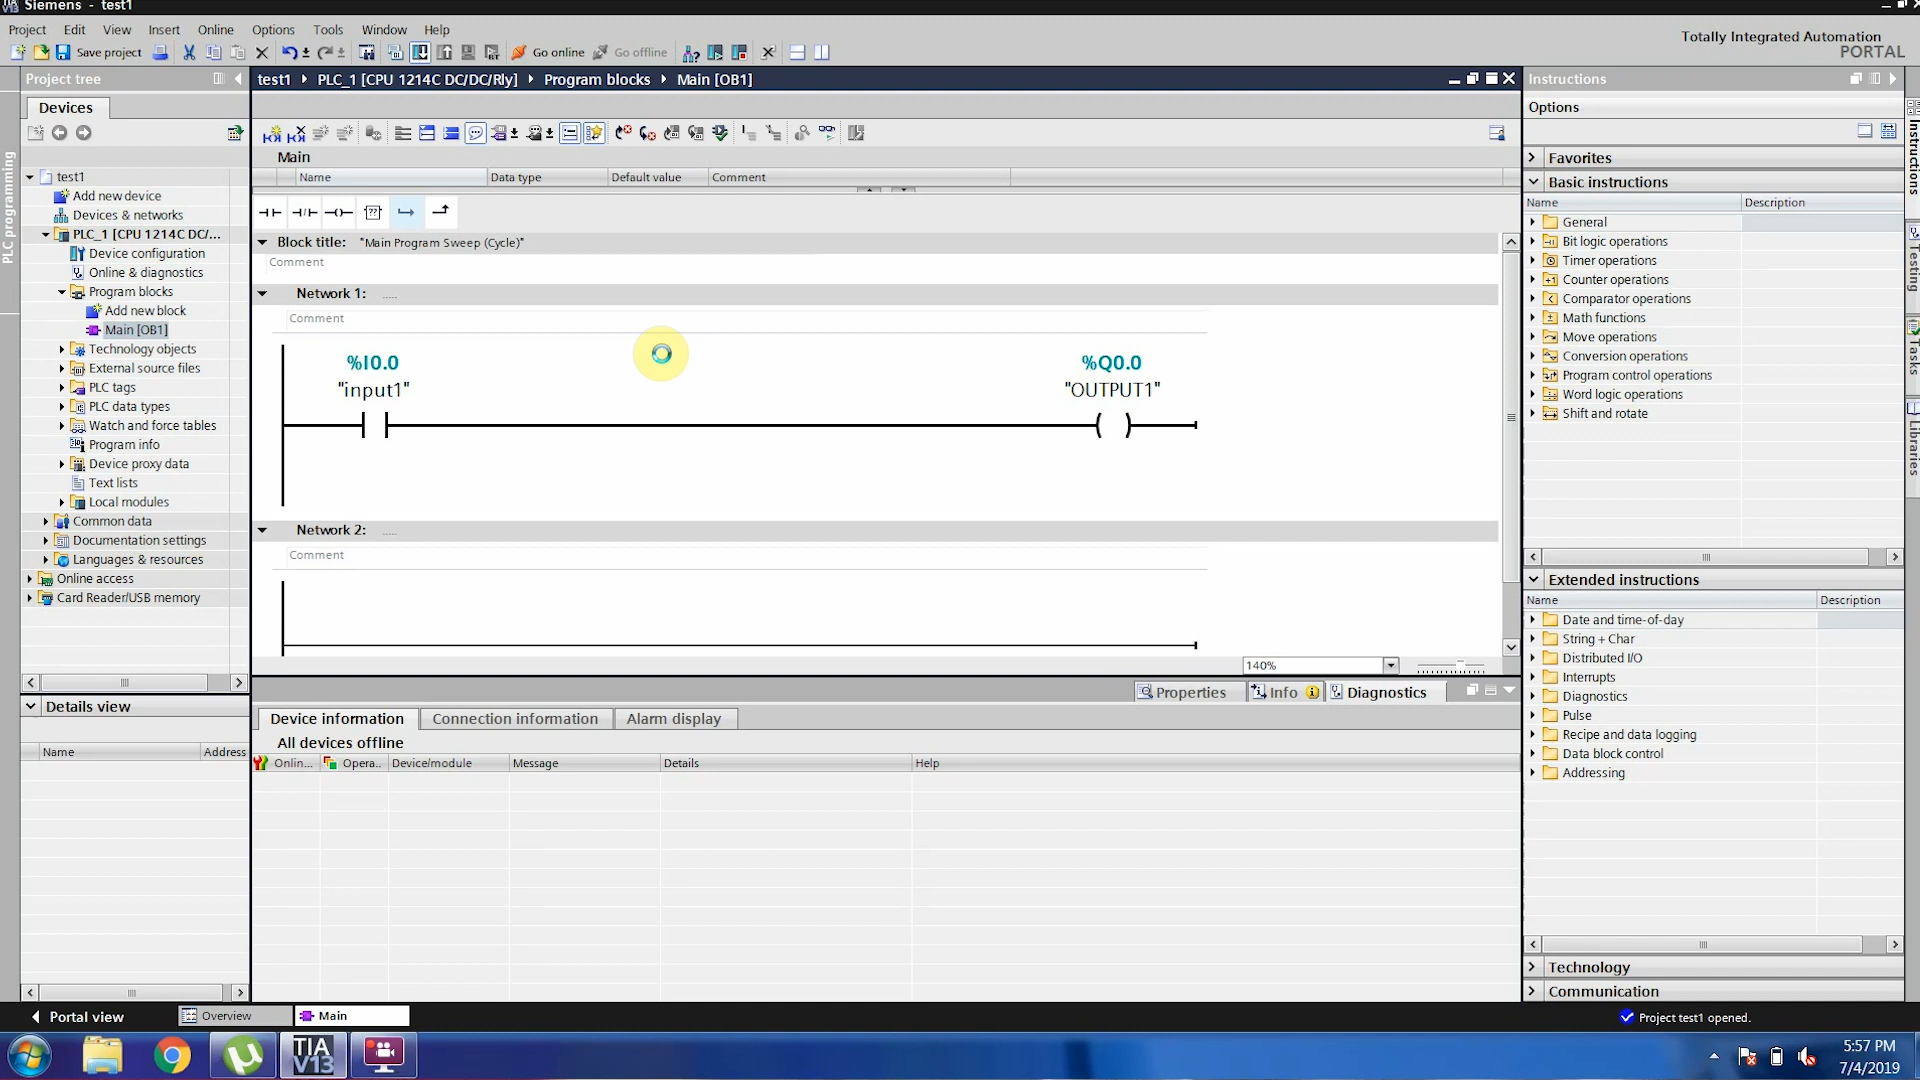 Siemens - test1
Project Edit View Insert Online Options Tools Window Help
Totally Integrated Automation
PORTAL
Save project Go online Go offline
Project tree
test1 PLC_1 [CPU 1214C DC/DC/Rly] Program blocks Main [OB1]
Instructions
Devices
Options
PLC programming
Instructions
Testing
Tasks
Libraries
test1
Add new device
Devices & networks
PLC_1 [CPU 1214C DC/...
Device configuration
Online & diagnostics
Program blocks
Add new block
Main [OB1]
Technology objects
External source files
PLC tags
PLC data types
Watch and force tables
Program info
Device proxy data
Text lists
Local modules
Common data
Documentation settings
Languages & resources
Online access
Card Reader/USB memory
Details view
Name Address
Main
Name Data type Default value Comment
??
Block title: "Main Program Sweep (Cycle)"
Comment
Network 1: .....
Comment
%I0.0
"input1"
%Q0.0
"OUTPUT1"
Network 2: .....
Comment
140%
Properties Info Diagnostics
Device information Connection information Alarm display
All devices offline
Onlin... Opera.. Device/module Message Details Help
Favorites
Basic instructions
Name Description
General
Bit logic operations
Timer operations
Counter operations
Comparator operations
Math functions
Move operations
Conversion operations
Program control operations
Word logic operations
Shift and rotate
Extended instructions
Name Description
Date and time-of-day
String + Char
Distributed I/O
Interrupts
Diagnostics
Pulse
Recipe and data logging
Data block control
Addressing
Technology
Communication
Portal view Overview Main
Project test1 opened.
TIA
V13
5:57 PM
7/4/2019